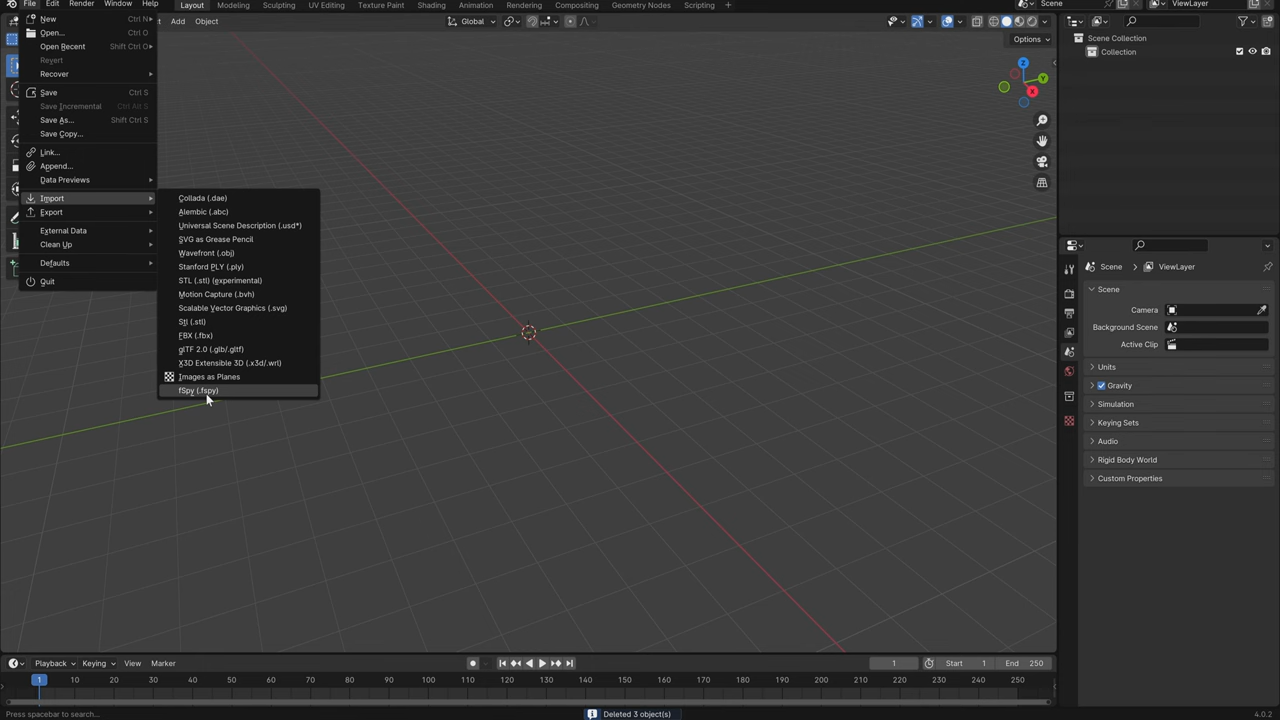 File Edit Render Window Help Layout Modeling Sculpting UV Editing Texture Paint Shading Animation Rendering Compositing Geometry Nodes Scripting + Scene ViewLayer
Add Object Global
Options
New Ctrl N
Open... Ctrl O
Open Recent Shift Ctrl O
Revert
Recover
Save Ctrl S
Save Incremental Ctrl Alt S
Save As... Shift Ctrl S
Save Copy...
Link...
Append...
Data Previews
Import
Export
External Data
Clean Up
Defaults
Quit
Collada (.dae)
Alembic (.abc)
Universal Scene Description (.usd*)
SVG as Grease Pencil
Wavefront (.obj)
Stanford PLY (.ply)
STL (.stl) (experimental)
Motion Capture (.bvh)
Scalable Vector Graphics (.svg)
Stl (.stl)
FBX (.fbx)
glTF 2.0 (.glb/.gltf)
X3D Extensible 3D (.x3d/.wrl)
Images as Planes
fSpy (.fspy)
Z
Y
X
Scene Collection
Collection
Scene ViewLayer
Scene
Camera
Background Scene
Active Clip
Units
Gravity
Simulation
Keying Sets
Audio
Rigid Body World
Custom Properties
Playback Keying View Marker 1 Start 1 End 250
1 10 20 30 40 50 60 70 80 90 100 110 120 130 140 150 160 170 180 190 200 210 220 230 240 250
Press spacebar to search... Deleted 3 object(s) 4.0.2